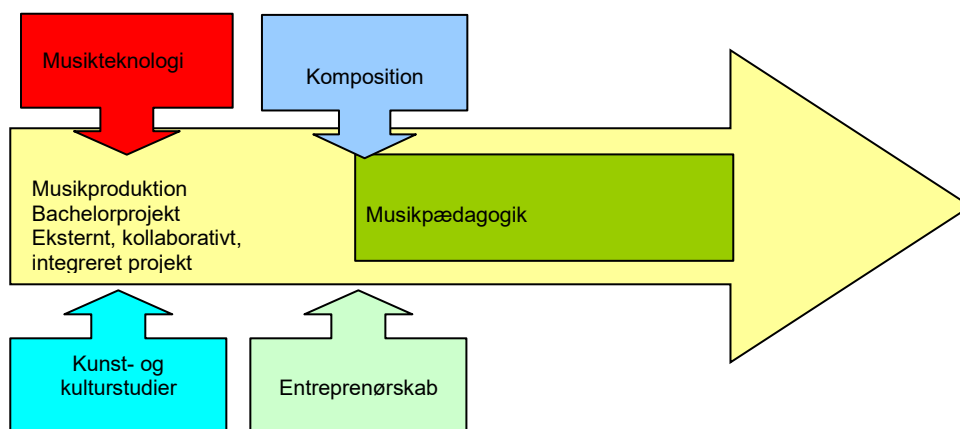 Musikteknologi
Komposition
Musikproduktion
Bachelorprojekt
Eksternt, kollaborativt,
integreret projekt
Musikpædagogik
Kunst- og
kulturstudier
Entreprenørskab